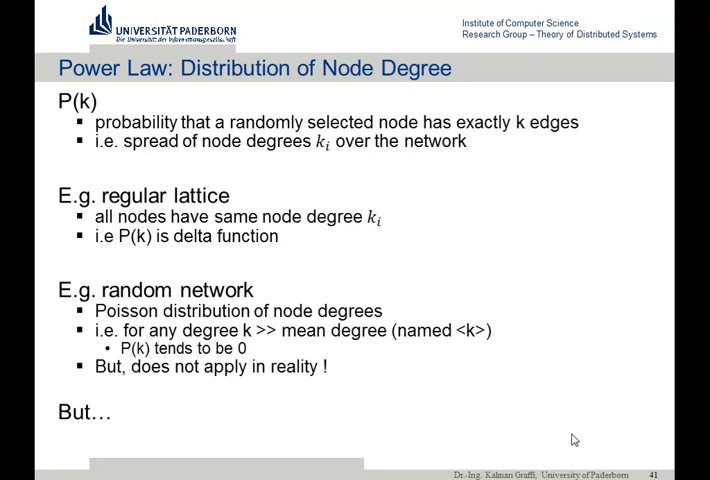 UNIVERSITÄT PADERBORN
Die Universität der Informationsgesellschaft
Institute of Computer Science
Research Group – Theory of Distributed Systems
Power Law: Distribution of Node Degree
P(k)
▪ probability that a randomly selected node has exactly k edges
▪ i.e. spread of node degrees kᵢ over the network
E.g. regular lattice
▪ all nodes have same node degree kᵢ
▪ i.e P(k) is delta function
E.g. random network
▪ Poisson distribution of node degrees
▪ i.e. for any degree k >> mean degree (named <k>)
• P(k) tends to be 0
▪ But, does not apply in reality !
But…
Dr.-Ing. Kalman Graffi, University of Paderborn 41